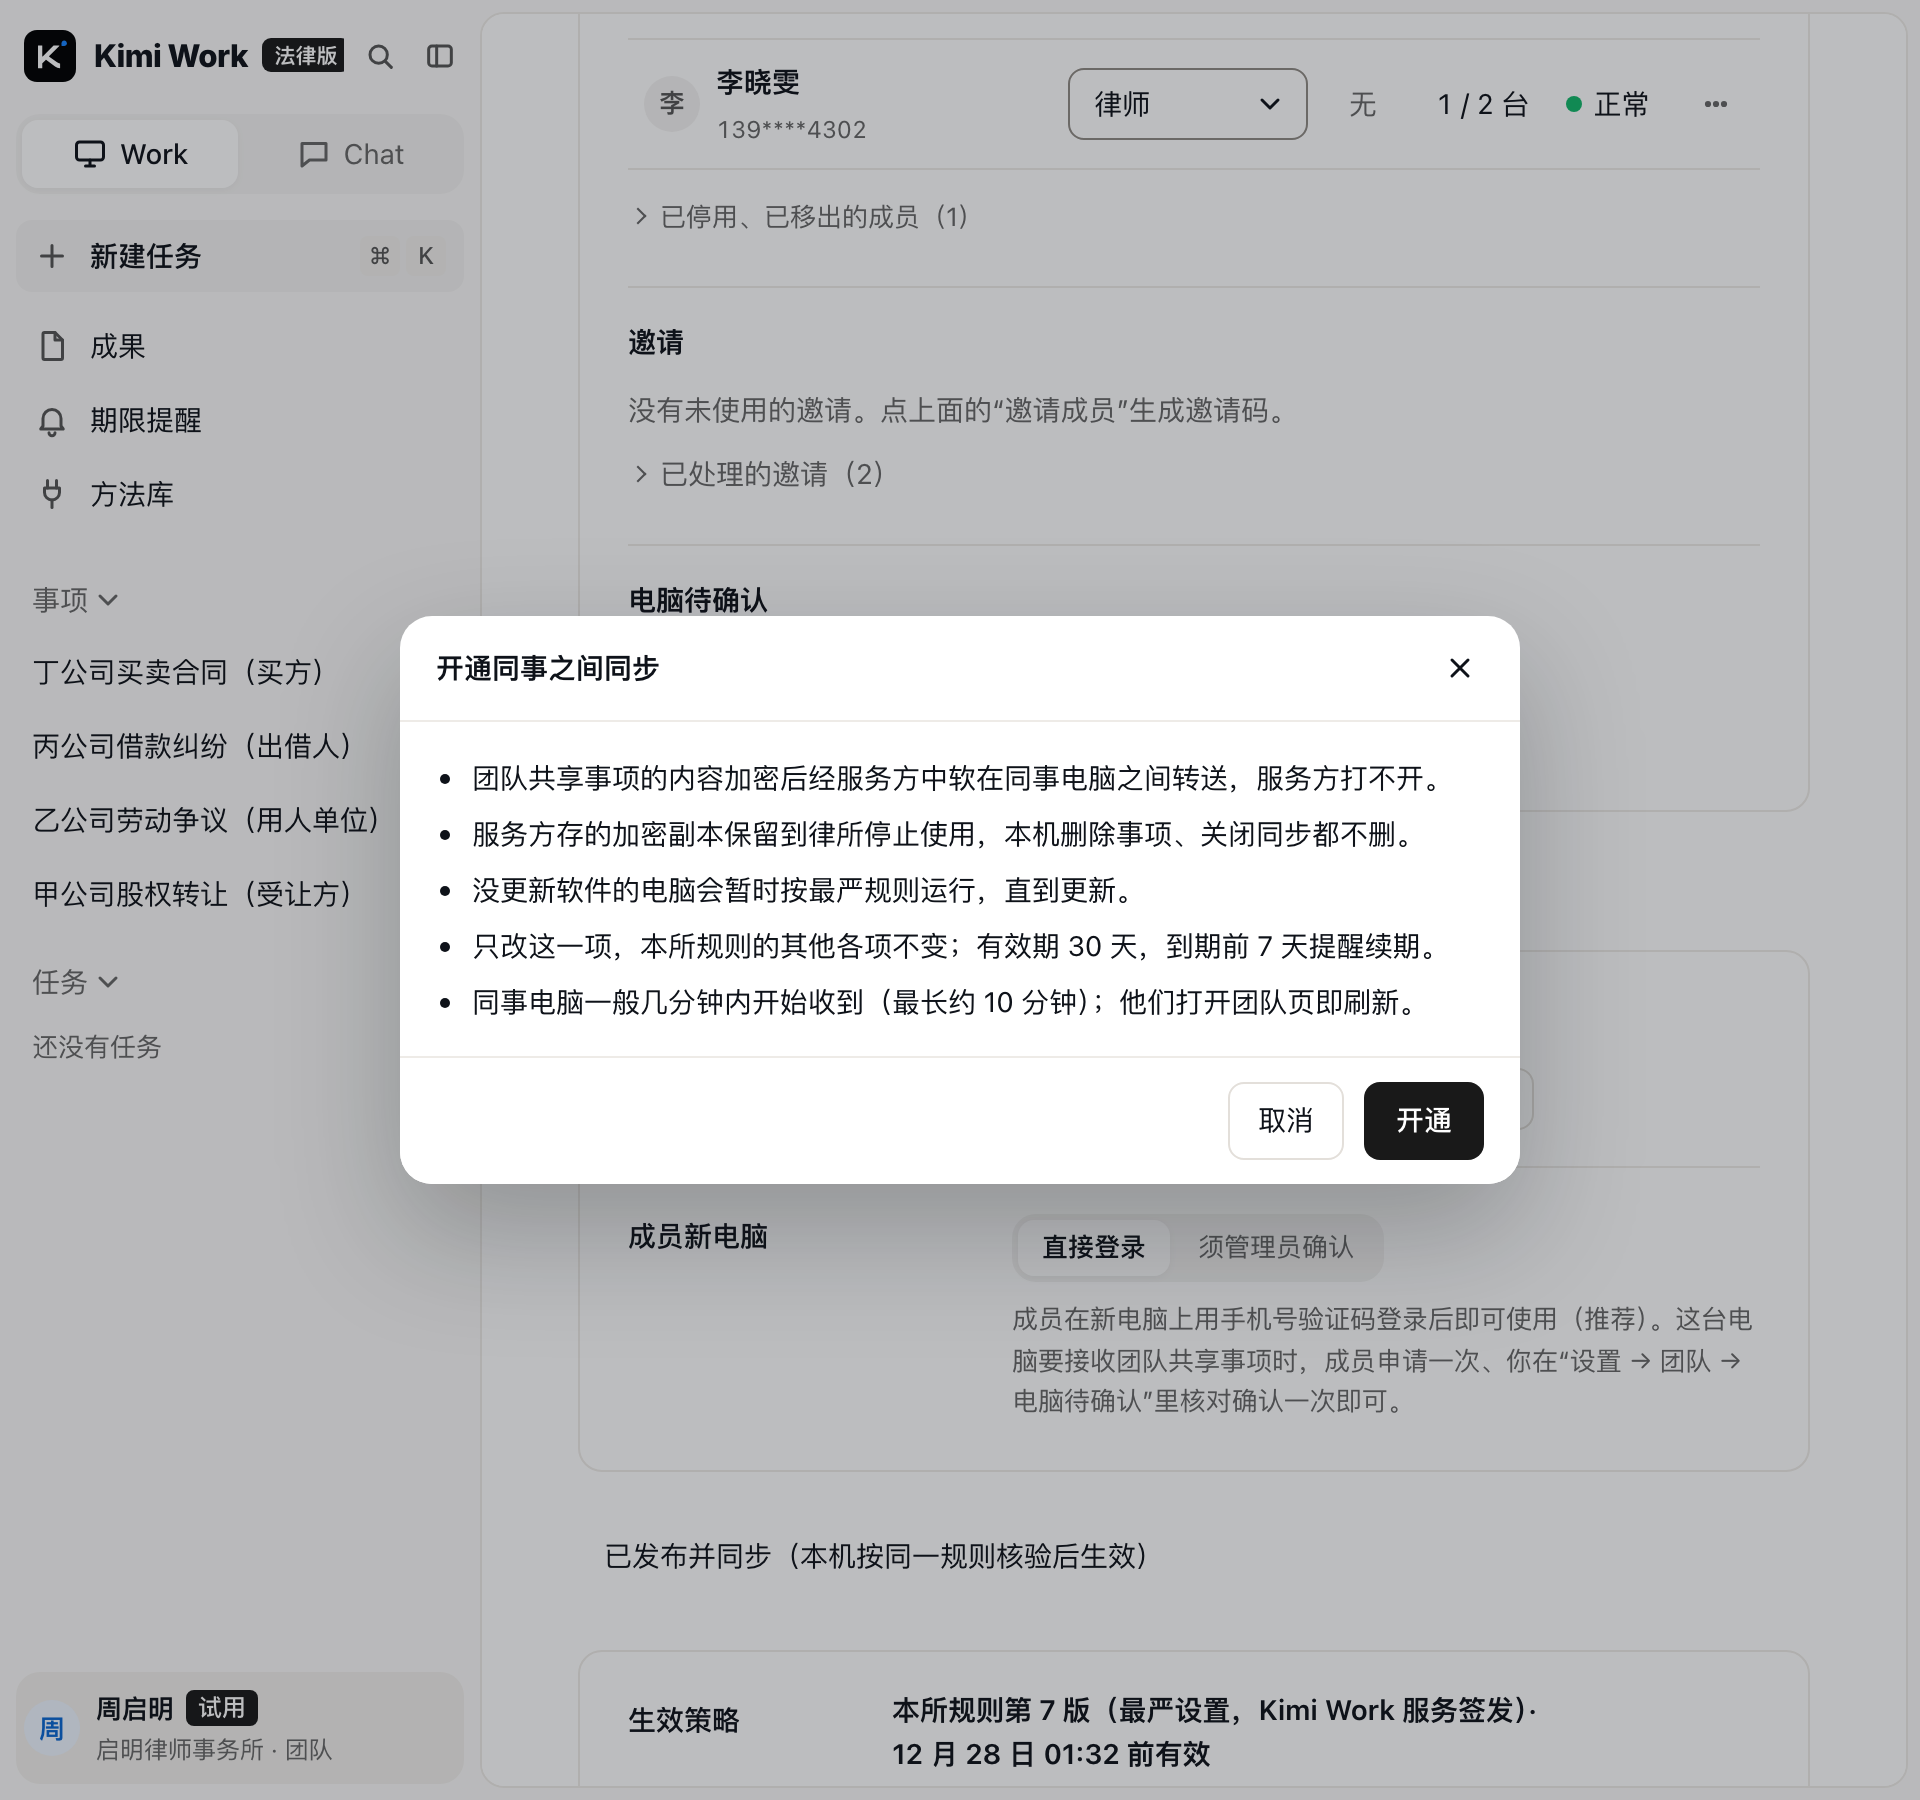 Kimi Work 法律版
Work
Chat
新建任务 ⌘ K
成果
期限提醒
方法库
事项
丁公司买卖合同（买方）
丙公司借款纠纷（出借人）
乙公司劳动争议（用人单位）
甲公司股权转让（受让方）
任务
还没有任务
周
周启明 试用
启明律师事务所 · 团队
李
李晓雯
139****4302
律师
无
1 / 2 台
正常
已停用、已移出的成员（1）
邀请
没有未使用的邀请。点上面的“邀请成员”生成邀请码。
已处理的邀请（2）
电脑待确认
开通同事之间同步
• 团队共享事项的内容加密后经服务方中软在同事电脑之间转送，服务方打不开。
• 服务方存的加密副本保留到律所停止使用，本机删除事项、关闭同步都不删。
• 没更新软件的电脑会暂时按最严规则运行，直到更新。
• 只改这一项，本所规则的其他各项不变；有效期 30 天，到期前 7 天提醒续期。
• 同事电脑一般几分钟内开始收到（最长约 10 分钟）；他们打开团队页即刷新。
取消
开通
成员新电脑
直接登录
须管理员确认
成员在新电脑上用手机号验证码登录后即可使用（推荐）。这台电
脑要接收团队共享事项时，成员申请一次、你在“设置 → 团队 →
电脑待确认”里核对确认一次即可。
已发布并同步（本机按同一规则核验后生效）
生效策略
本所规则第 7 版（最严设置，Kimi Work 服务签发）·
12 月 28 日 01:32 前有效